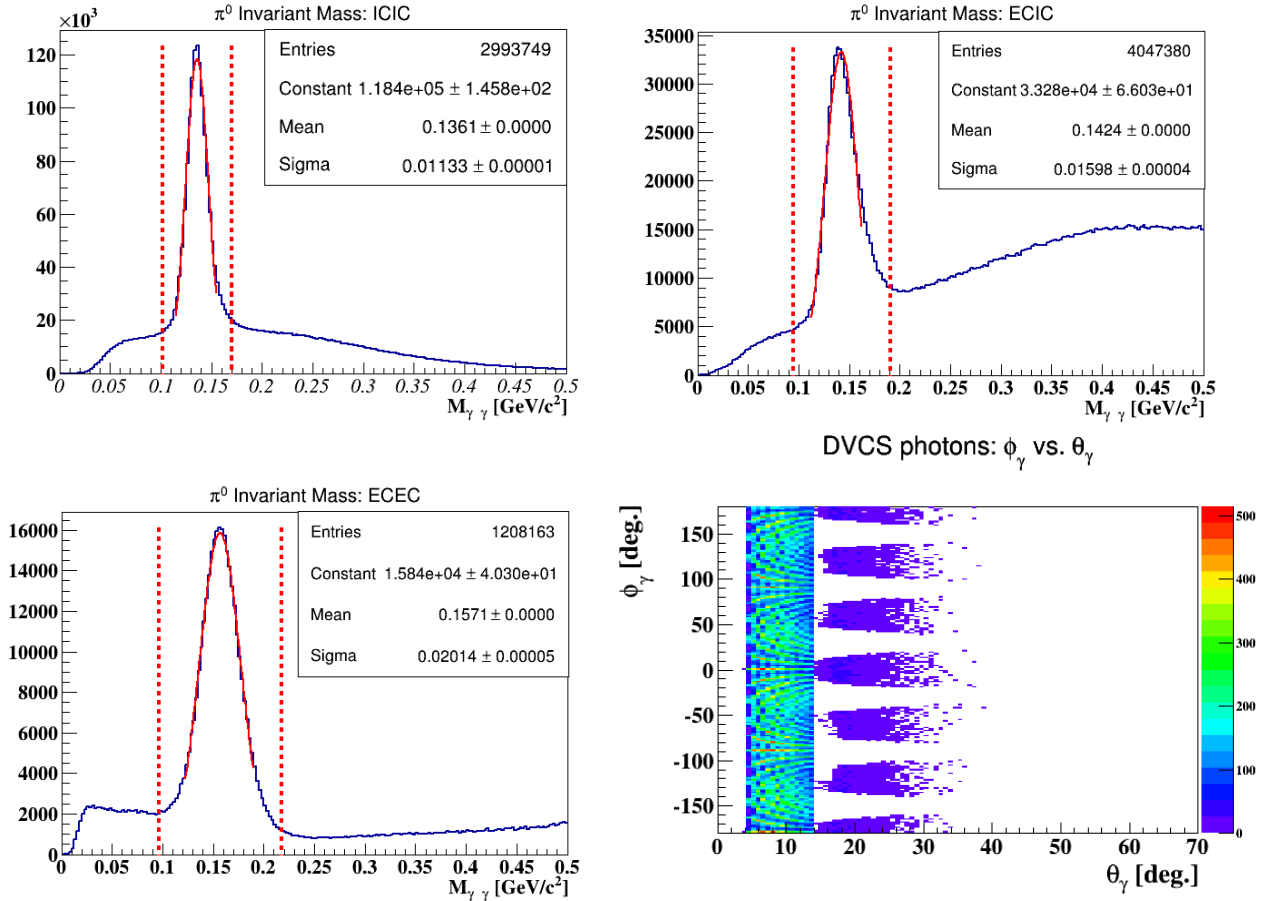 π⁰ Invariant Mass: ICIC
×10³
Entries 2993749
Constant 1.184e+05 ± 1.458e+02
Mean 0.1361 ± 0.0000
Sigma 0.01133 ± 0.00001
120
100
80
60
40
20
0
0 0.05 0.1 0.15 0.2 0.25 0.3 0.35 0.4 0.45 0.5
M_γ γ [GeV/c²]
π⁰ Invariant Mass: ECIC
Entries 4047380
Constant 3.328e+04 ± 6.603e+01
Mean 0.1424 ± 0.0000
Sigma 0.01598 ± 0.00004
35000
30000
25000
20000
15000
10000
5000
0
0 0.05 0.1 0.15 0.2 0.25 0.3 0.35 0.4 0.45 0.5
M_γ γ [GeV/c²]
π⁰ Invariant Mass: ECEC
Entries 1208163
Constant 1.584e+04 ± 4.030e+01
Mean 0.1571 ± 0.0000
Sigma 0.02014 ± 0.00005
16000
14000
12000
10000
8000
6000
4000
2000
0
0 0.05 0.1 0.15 0.2 0.25 0.3 0.35 0.4 0.45 0.5
M_γ γ [GeV/c²]
DVCS photons: ϕ_γ vs. θ_γ
ϕ_γ [deg.]
150
100
50
0
-50
-100
-150
0 10 20 30 40 50 60 70
θ_γ [deg.]
500
400
300
200
100
0